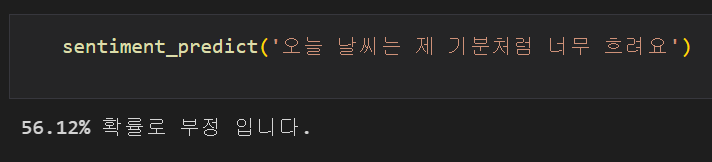 sentiment_predict('오늘 날씨는 제 기분처럼 너무 흐려요')
56.12% 확률로 부정 입니다.